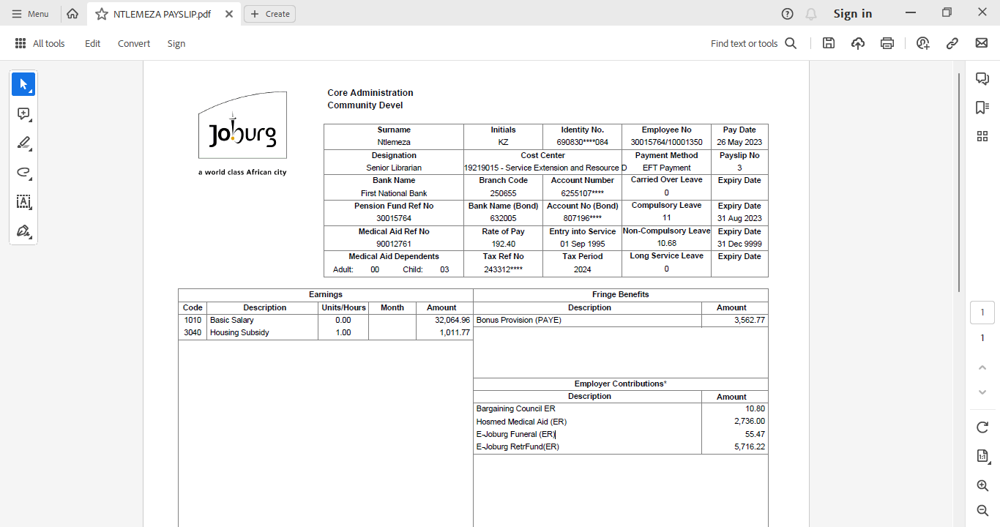 Menu
NTLEMEZA PAYSLIP.pdf
Create
Sign in
All tools Edit Convert Sign
Find text or tools
Joburg
a world class African city
Core Administration
Community Devel
Surname Initials Identity No. Employee No Pay Date
Ntlemeza KZ 690830****084 30015764/10001350 26 May 2023
Designation Cost Center Payment Method Payslip No
Senior Librarian 19219015 - Service Extension and Resource D EFT Payment 3
Bank Name Branch Code Account Number Carried Over Leave Expiry Date
First National Bank 250655 6255107**** 0
Pension Fund Ref No Bank Name (Bond) Account No (Bond) Compulsory Leave Expiry Date
30015764 632005 807196**** 11 31 Aug 2023
Medical Aid Ref No Rate of Pay Entry into Service Non-Compulsory Leave Expiry Date
90012761 192.40 01 Sep 1995 10.68 31 Dec 9999
Medical Aid Dependents Tax Ref No Tax Period Long Service Leave Expiry Date
Adult: 00 Child: 03 243312**** 2024 0
Earnings
Code Description Units/Hours Month Amount
1010 Basic Salary 0.00 32,064.96
3040 Housing Subsidy 1.00 1,011.77
Fringe Benefits
Description Amount
Bonus Provision (PAYE) 3,562.77
Employer Contributions*
Description Amount
Bargaining Council ER 10.80
Hosmed Medical Aid (ER) 2,736.00
E-Joburg Funeral (ER) 55.47
E-Joburg RetrFund(ER) 5,716.22
1
1
1:1